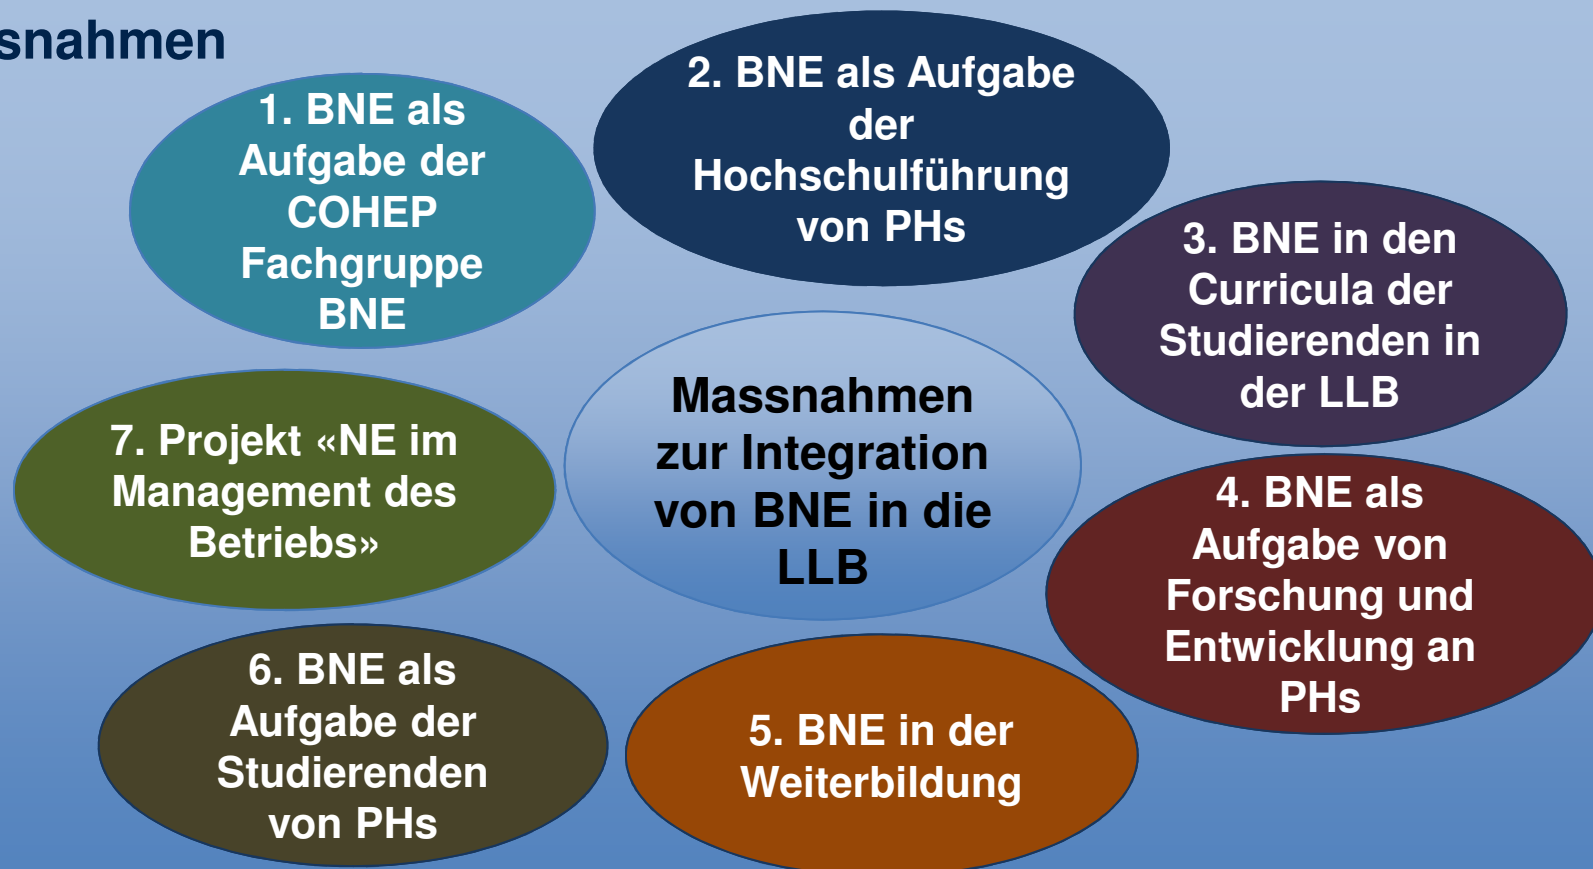 snahmen
1. BNE als
Aufgabe der
COHEP
Fachgruppe
BNE
2. BNE als Aufgabe
der
Hochschulführung
von PHs
3. BNE in den
Curricula der
Studierenden in
der LLB
4. BNE als
Aufgabe von
Forschung und
Entwicklung an
PHs
5. BNE in der
Weiterbildung
6. BNE als
Aufgabe der
Studierenden
von PHs
7. Projekt «NE im
Management des
Betriebs»
Massnahmen
zur Integration
von BNE in die
LLB